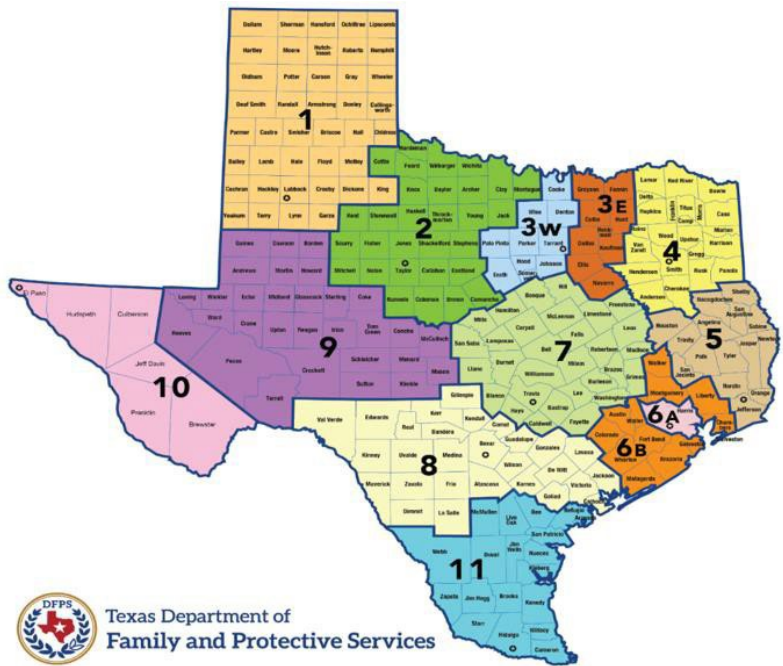 Dallam Sherman Hansford Ochiltree Lipscomb
Hartley Moore Hutch-inson Roberts Hemphill
Oldham Potter Carson Gray Wheeler
Deaf Smith Randall Armstrong Donley Collings-worth
1
Parmer Castro Swisher Briscoe Hall Childress
Bailey Lamb Hale Floyd Motley
Cochran Hockley Lubbock Crosby Dickens King
Yoakum Terry Lynn Garza
Hardeman
Cottle Foard Wilbarger Wichita
Knox Baylor Archer Clay Montague
Kent Stonewall Haskell Throck-morton Young Jack
2
Scurry Fisher Jones Shackelford Stephens
Mitchell Nolan Taylor Callahan Eastland
Runnels Coleman Brown Comanche
Cooke
Wise Denton
3W
Palo Pinto Parker Tarrant
Erath Hood Johnson
Grayson Fannin
3E
Collin Hunt
Dallas Kaufman
Ellis
Navarro
Lamar Red River Bowie
Delta Hopkins Franklin Titus Camp Morris Cass
4
Wood Upshur Marion
Van Zandt Gregg Harrison
Henderson Smith Rusk Panola
Cherokee
Anderson
Shelby
Nacogdoches
San Augustine
Houston Angelina Sabine
5
Trinity Jasper Newton
Polk Tyler
San Jacinto
Hardin
Orange
Jefferson
Walker
Montgomery
Liberty
6A
Harris
Cham-bers
Galveston
Austin Waller
Colorado Fort Bend
6B
Wharton Brazoria
Matagorda
Hill
Bosque
Hamilton McLennan Limestone Freestone
Mills Coryell Falls Leon
7
San Saba Lampasas Bell Robertson Madison
Burnet Milam Brazos Grimes
Llano Williamson Burleson
Blanco Travis Lee Washington
Hays Bastrop
Caldwell Fayette
Gillespie
Val Verde Edwards Kerr Kendall
Real Bandera Comal
Guadalupe Gonzales Lavaca
8
Kinney Uvalde Medina Bexar Wilson De Witt
Maverick Zavala Frio Atascosa Karnes Victoria Jackson
Goliad
Dimmit La Salle
Gaines Dawson Borden
Andrews Martin Howard
Loving Winkler Ector Midland Glasscock Sterling Coke
Reeves Ward Crane Upton Reagan Irion Tom Green Concho McCulloch
9
Pecos Crockett Schleicher Menard Mason
Sutton Kimble
Terrell
El Paso
Hudspeth Culberson
Jeff Davis
10
Presidio
Brewster
McMullen Live Oak Bee Refugio
San Patricio
Webb Duval Jim Wells Nueces
Kleberg
11
Zapata Jim Hogg Brooks Kenedy
Starr Willacy
Hidalgo
Cameron
DFPS
Texas Department of
Family and Protective Services